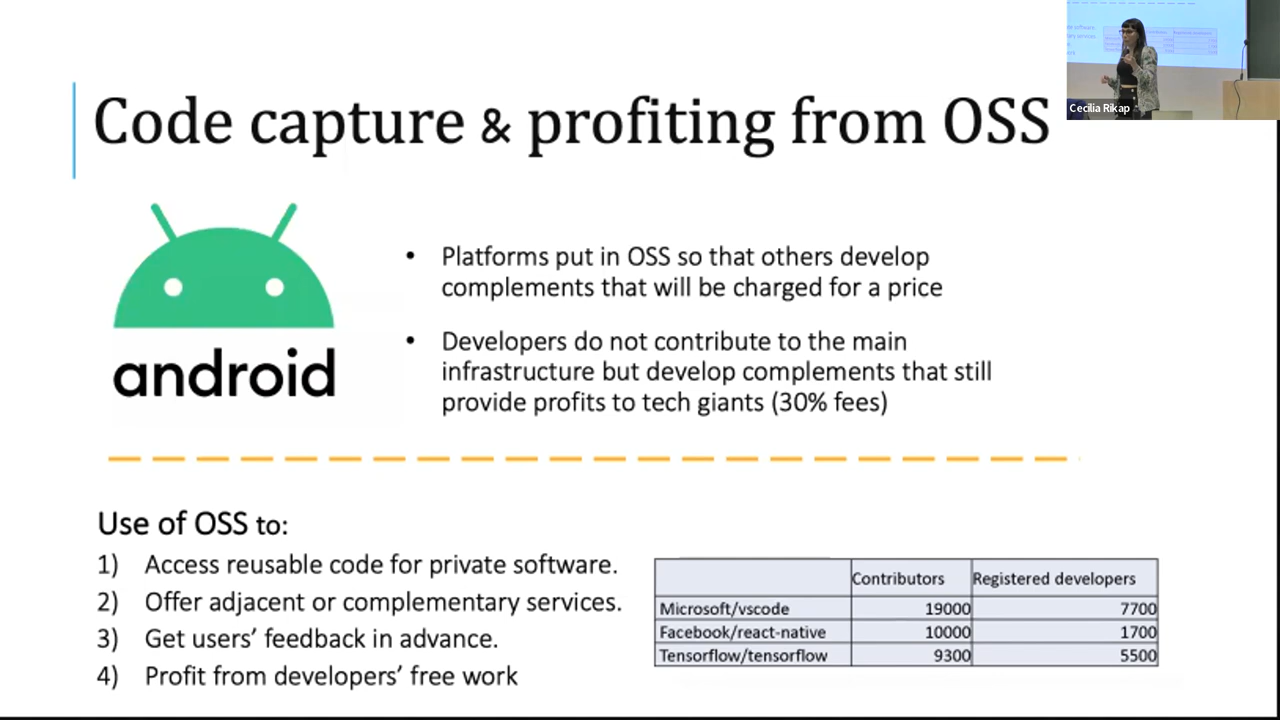 Code capture & profiting from OSS
Cecilia Rikap
android
• Platforms put in OSS so that others develop
complements that will be charged for a price
• Developers do not contribute to the main
infrastructure but develop complements that still
provide profits to tech giants (30% fees)
Use of OSS to:
1) Access reusable code for private software.
2) Offer adjacent or complementary services.
3) Get users’ feedback in advance.
4) Profit from developers’ free work
Contributors Registered developers
Microsoft/vscode 19000 7700
Facebook/react-native 10000 1700
Tensorflow/tensorflow 9300 5500